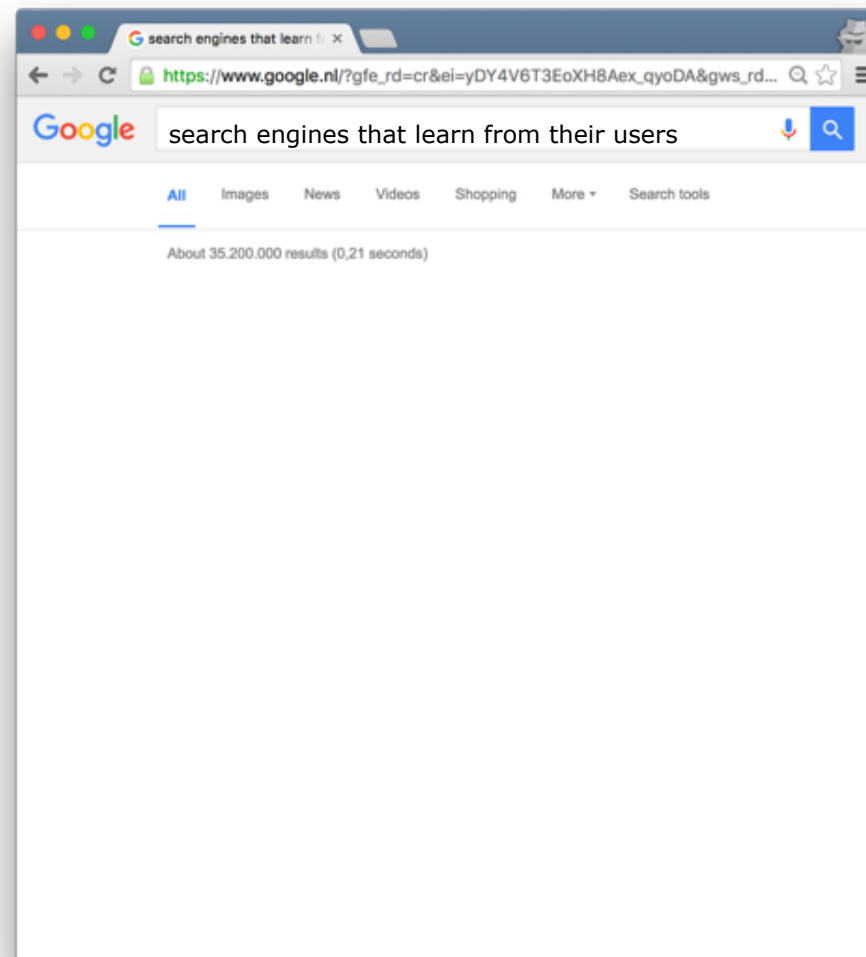 search engines that learn fr
https://www.google.nl/?gfe_rd=cr&ei=yDY4V6T3EoXH8Aex_qyoDA&gws_rd...
Google search engines that learn from their users
All Images News Videos Shopping More Search tools
About 35.200.000 results (0,21 seconds)